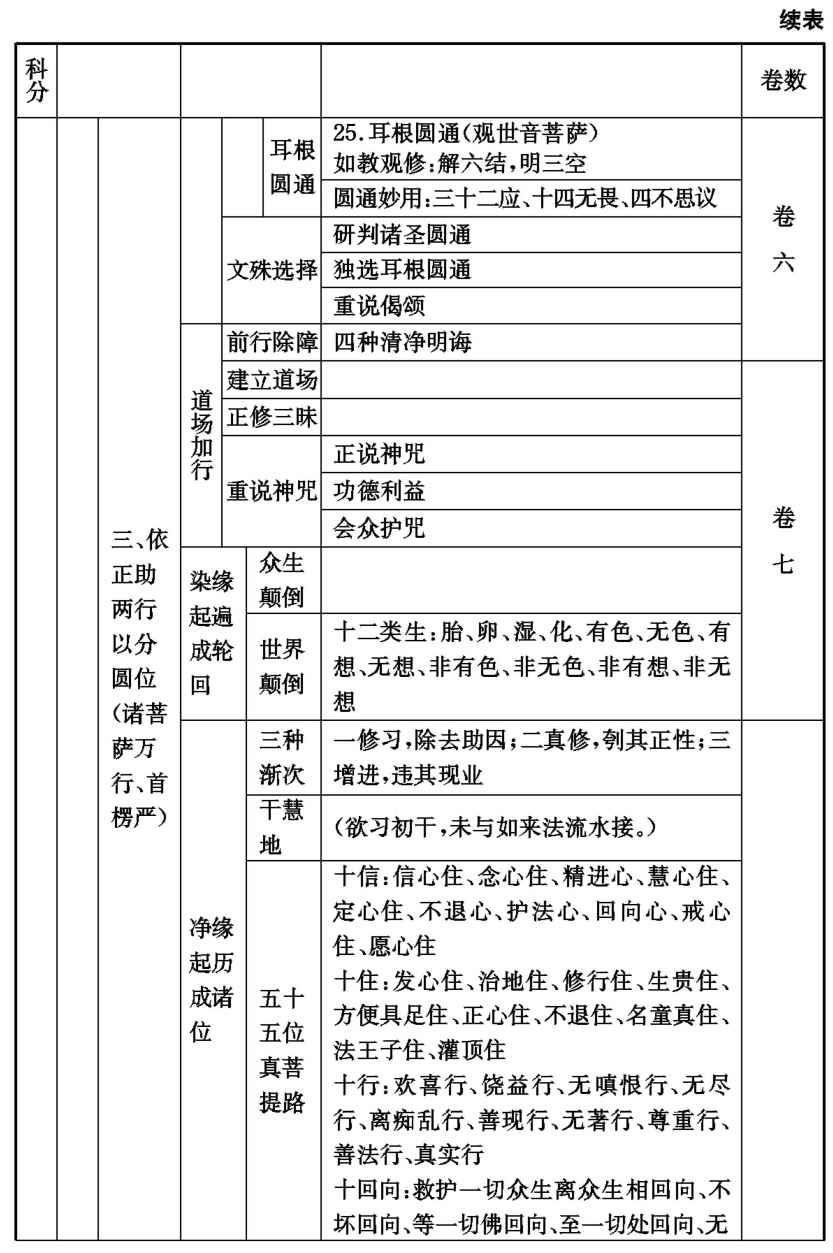 续表
科
分
卷数
耳根
圆通
25.耳根圆通(观世音菩萨)
如教观修:解六结,明三空
圆通妙用:三十二应、十四无畏、四不思议
文殊选择
研判诸圣圆通
独选耳根圆通
重说偈颂
卷
六
道
场
加
行
前行除障
四种清净明诲
建立道场
正修三昧
重说神咒
正说神咒
功德利益
会众护咒
卷
七
三、依
正助
两行
以分
圆位
(诸菩
萨万
行、首
楞严)
染缘
起遍
成轮
回
众生
颠倒
世界
颠倒
十二类生:胎、卵、湿、化、有色、无色、有
想、无想、非有色、非无色、非有想、非无
想
净缘
起历
成诸
位
三种
渐次
一修习,除去助因;二真修,刳其正性;三
增进,违其现业
干慧
地
(欲习初干,未与如来法流水接。)
五十
五位
真菩
提路
十信:信心住、念心住、精进心、慧心住、
定心住、不退心、护法心、回向心、戒心
住、愿心住
十住:发心住、治地住、修行住、生贵住、
方便具足住、正心住、不退住、名童真住、
法王子住、灌顶住
十行:欢喜行、饶益行、无嗔恨行、无尽
行、离痴乱行、善现行、无著行、尊重行、
善法行、真实行
十回向:救护一切众生离众生相回向、不
坏回向、等一切佛回向、至一切处回向、无